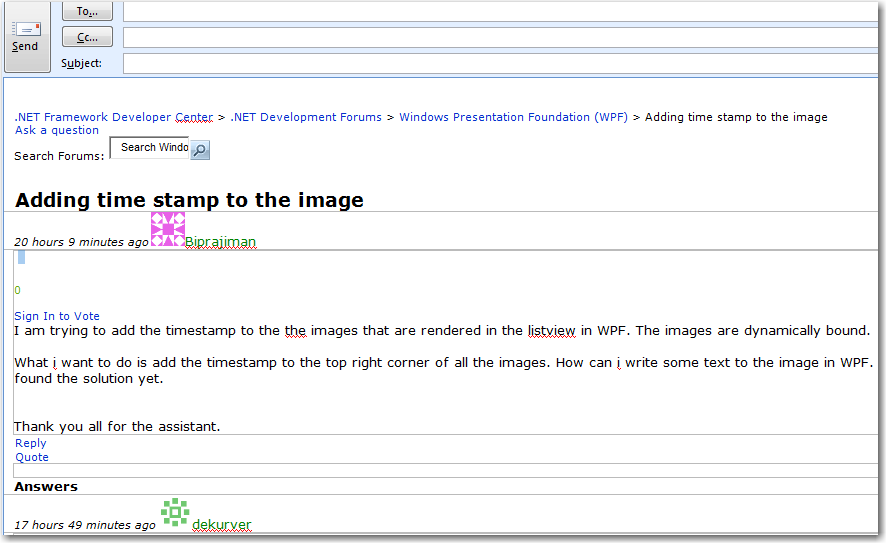 To...
Send
Cc...
Subject:
.NET Framework Developer Center > .NET Development Forums > Windows Presentation Foundation (WPF) > Adding time stamp to the image
Ask a question
Search Forums: Search Windo
Adding time stamp to the image
20 hours 9 minutes ago Biprajiman
0
Sign In to Vote
I am trying to add the timestamp to the the images that are rendered in the listview in WPF. The images are dynamically bound.
What i want to do is add the timestamp to the top right corner of all the images. How can i write some text to the image in WPF.
found the solution yet.
Thank you all for the assistant.
Reply
Quote
Answers
17 hours 49 minutes ago dekurver